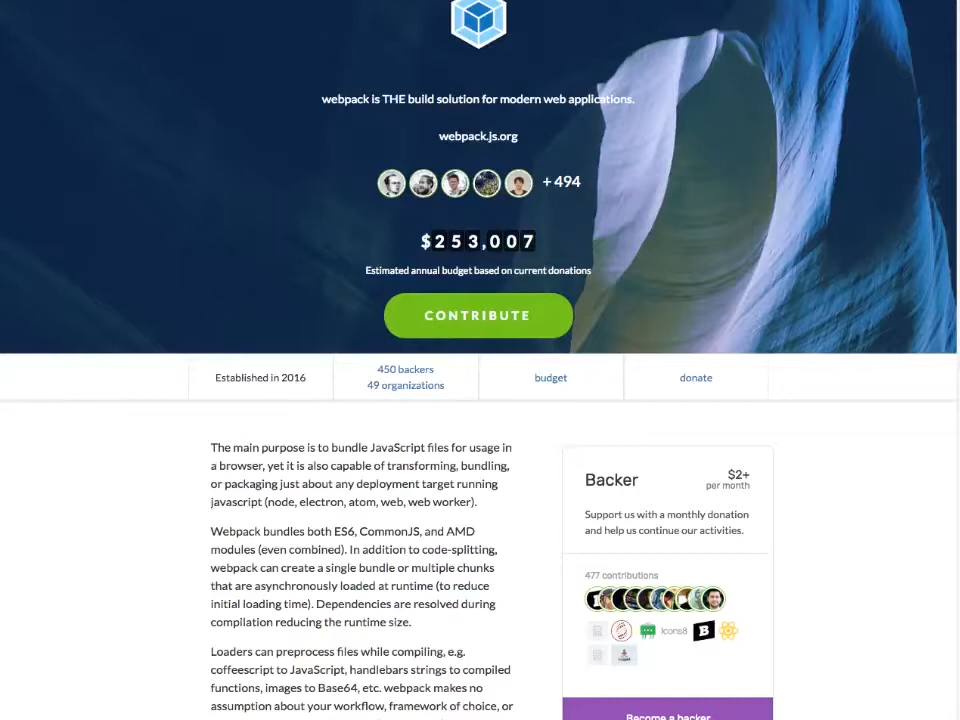 webpack is THE build solution for modern web applications.
webpack.js.org
+494
$253,007
Estimated annual budget based on current donations
CONTRIBUTE
Established in 2016
450 backers
49 organizations
budget
donate
The main purpose is to bundle JavaScript files for usage in
a browser, yet it is also capable of transforming, bundling,
or packaging just about any deployment target running
javascript (node, electron, atom, web, web worker).
Webpack bundles both ES6, CommonJS, and AMD
modules (even combined). In addition to code-splitting,
webpack can create a single bundle or multiple chunks
that are asynchronously loaded at runtime (to reduce
initial loading time). Dependencies are resolved during
compilation reducing the runtime size.
Loaders can preprocess files while compiling, e.g.
coffeescript to JavaScript, handlebars strings to compiled
functions, images to Base64, etc. webpack makes no
assumption about your workflow, framework of choice, or
Backer
$2+
per month
Support us with a monthly donation
and help us continue our activities.
477 contributions
Icons8
B
Become a backer